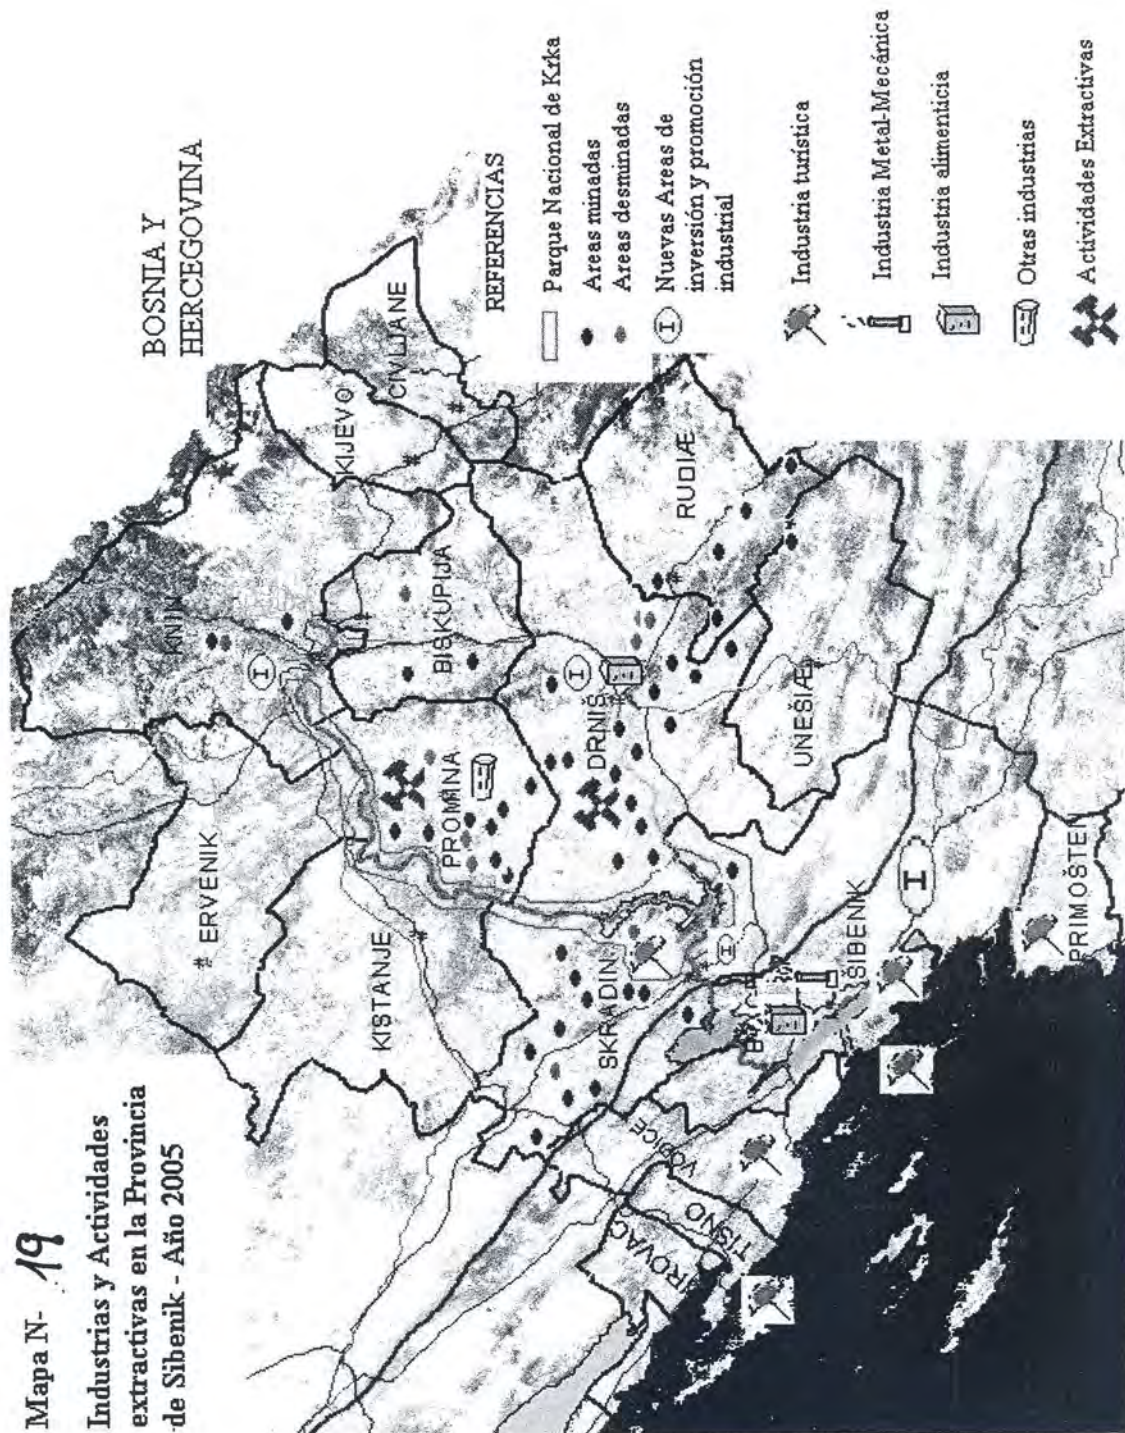 Mapa N- 19
Industrias y Actividades
extractivas en la Provincia
de Sibenik - Año 2005
BOSNIA Y
HERCEGOVINA
KNIN
ERVENIK
KIJEVO
CIVLJANE
KISTANJE
PROMINA
BISKUPIJA
SKRADIN
DRNIŠ
RUDIÆ
UNEŠIÆ
ŠIBENIK
VODICE
TISNO
PRIMOŠTEN
I
I
I
I
REFERENCIAS
Parque Nacional de Krka
Areas minadas
Areas desminadas
I
Nuevas Areas de
inversión y promoción
industrial
Industria turística
Industria Metal-Mecánica
Industria alimenticia
Otras industrias
Actividades Extractivas